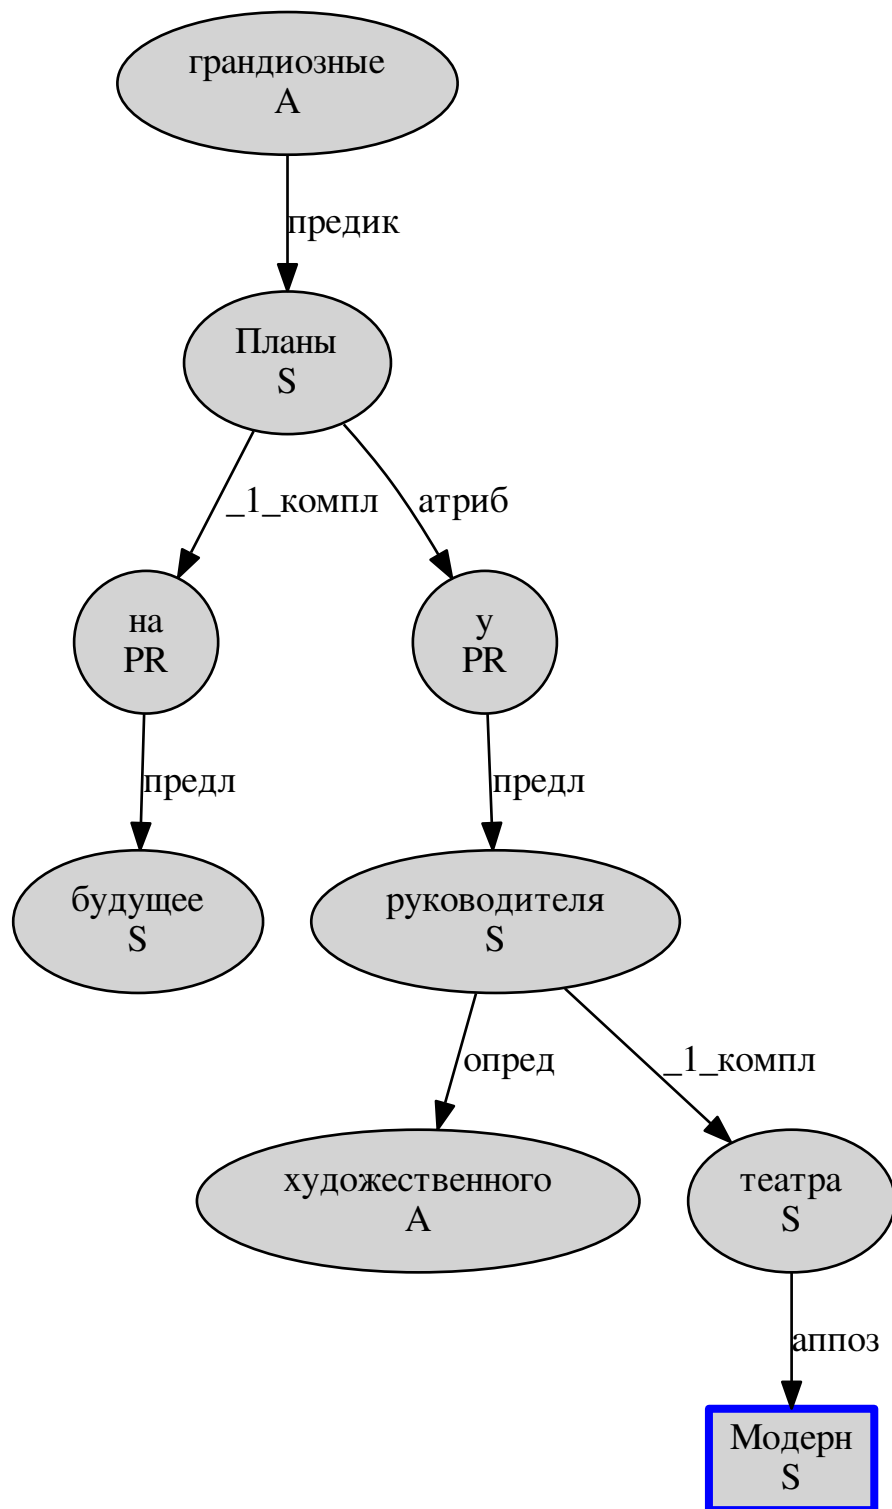 грандиозные
A
предик
Планы
S
_1_компл
атриб
на
PR
у
PR
предл
предл
будущее
S
руководителя
S
опред
_1_компл
художественного
A
театра
S
аппоз
Модерн
S